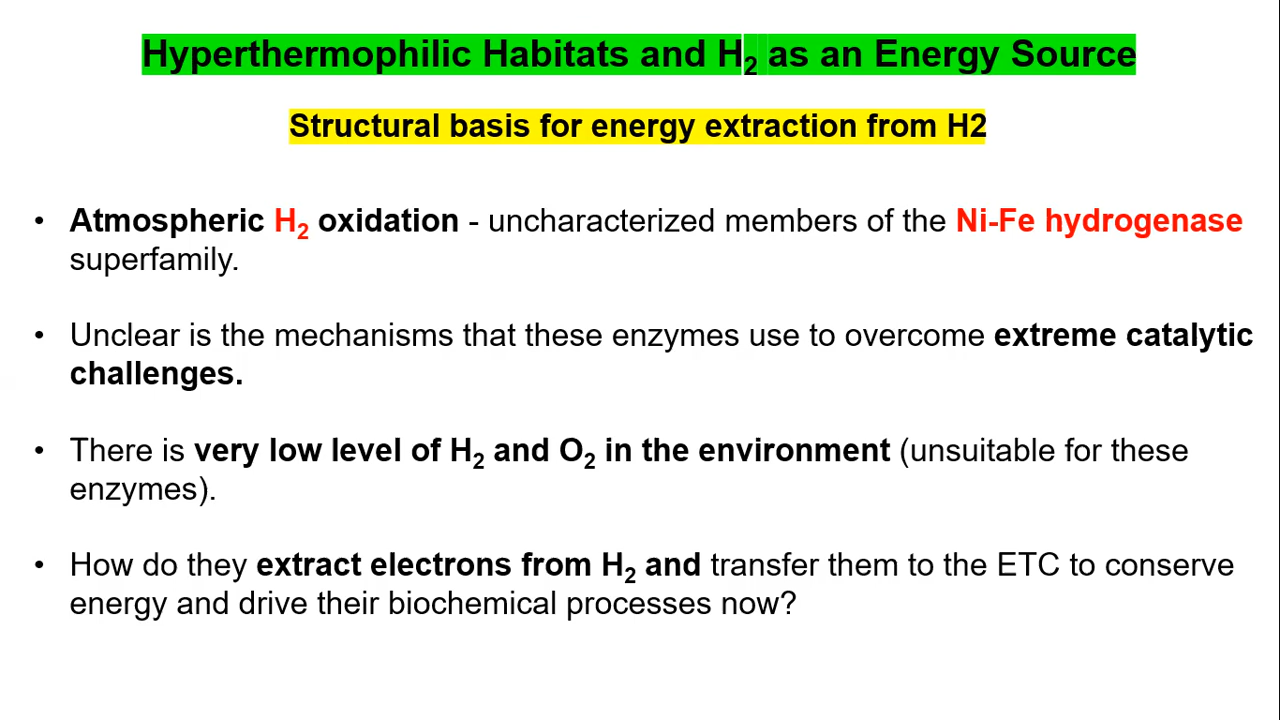 Hyperthermophilic Habitats and H₂ as an Energy Source
Structural basis for energy extraction from H2
• Atmospheric H₂ oxidation - uncharacterized members of the Ni-Fe hydrogenase
superfamily.
• Unclear is the mechanisms that these enzymes use to overcome extreme catalytic
challenges.
• There is very low level of H₂ and O₂ in the environment (unsuitable for these
enzymes).
• How do they extract electrons from H₂ and transfer them to the ETC to conserve
energy and drive their biochemical processes now?